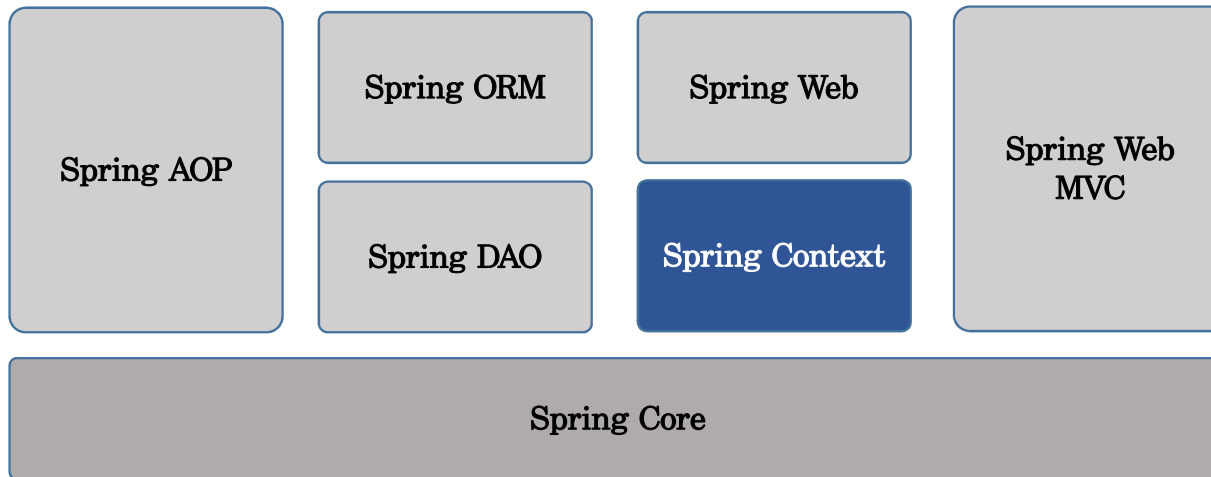 Spring AOP
Spring ORM
Spring DAO
Spring Web
Spring Context
Spring Web
MVC
Spring Core